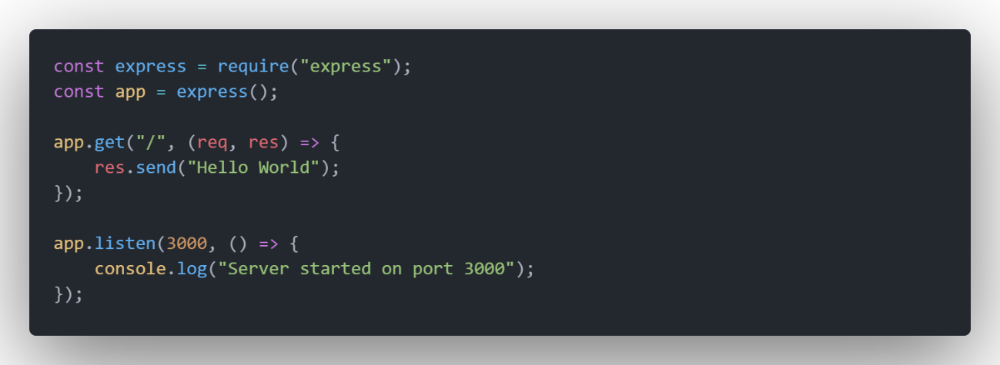 const express = require("express");
const app = express();

app.get("/", (req, res) => {
    res.send("Hello World");
});

app.listen(3000, () => {
    console.log("Server started on port 3000");
});